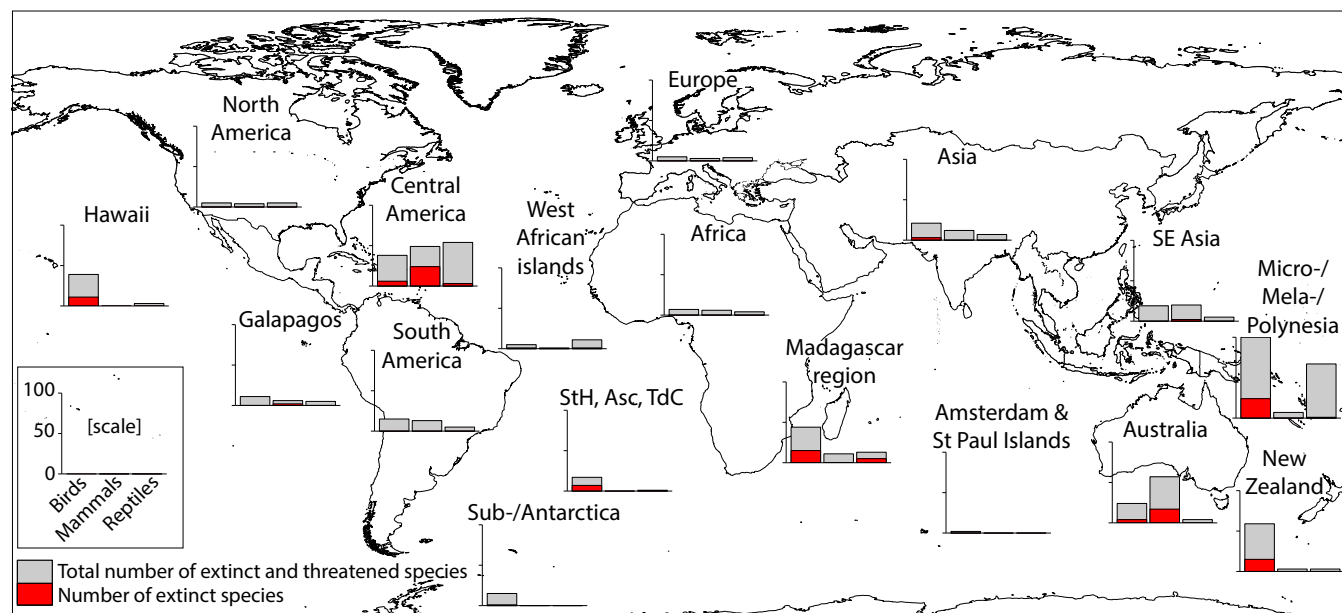 North
America
Europe
Asia
Central
America
Hawaii
West
African
islands
Africa
SE Asia
Micro-/
Mela-/
Polynesia
Galapagos
South
America
Madagascar
region
StH, Asc, TdC
Amsterdam &
St Paul Islands
Australia
New
Zealand
Sub-/Antarctica
100
50
0
[scale]
Birds
Mammals
Reptiles
Total number of extinct and threatened species
Number of extinct species